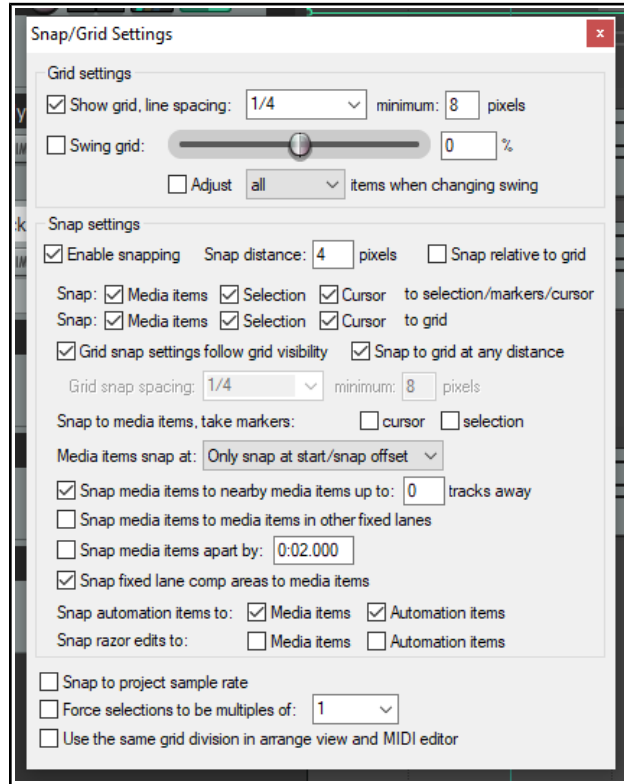 Snap/Grid Settings x
Grid settings
Show grid, line spacing: 1/4 minimum: 8 pixels
Swing grid: 0 %
Adjust all items when changing swing
Snap settings
Enable snapping Snap distance: 4 pixels Snap relative to grid
Snap: Media items Selection Cursor to selection/markers/cursor
Snap: Media items Selection Cursor to grid
Grid snap settings follow grid visibility Snap to grid at any distance
Grid snap spacing: 1/4 minimum: 8 pixels
Snap to media items, take markers: cursor selection
Media items snap at: Only snap at start/snap offset
Snap media items to nearby media items up to: 0 tracks away
Snap media items to media items in other fixed lanes
Snap media items apart by: 0:02.000
Snap fixed lane comp areas to media items
Snap automation items to: Media items Automation items
Snap razor edits to: Media items Automation items
Snap to project sample rate
Force selections to be multiples of: 1
Use the same grid division in arrange view and MIDI editor